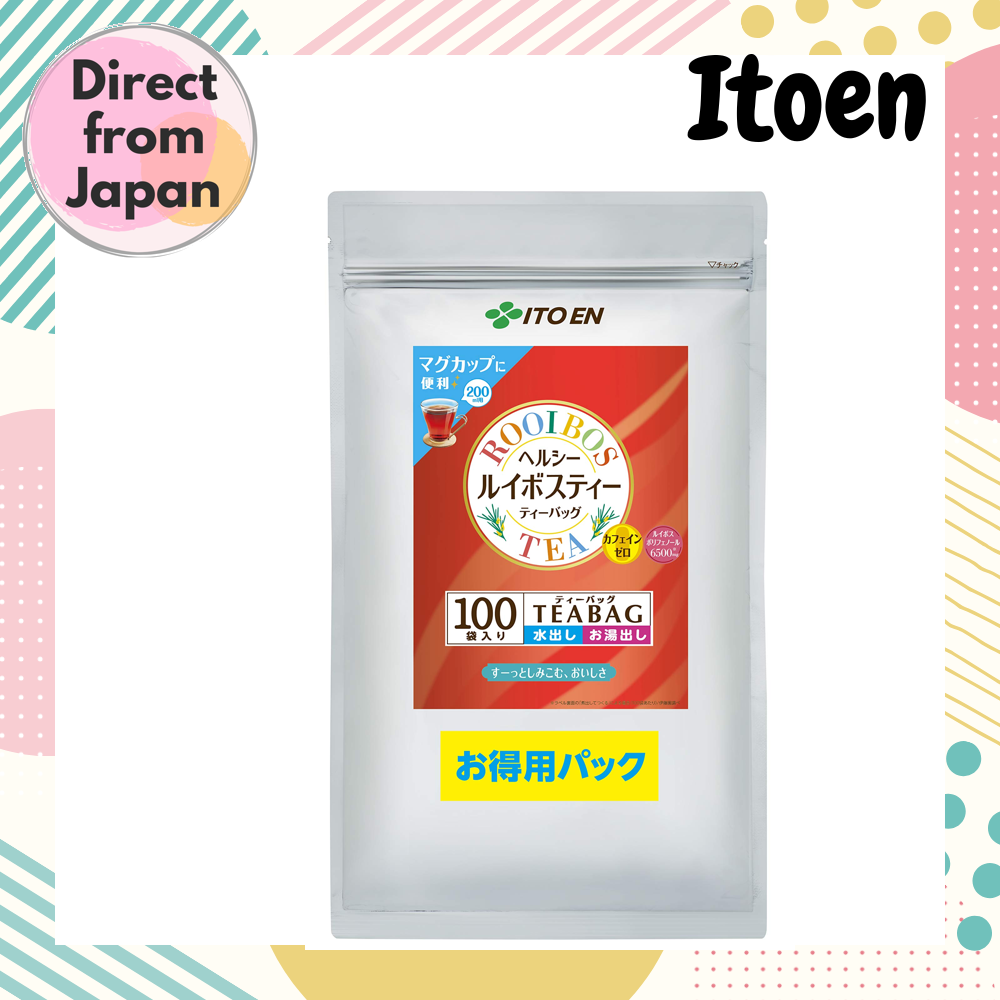 Direct
from
Japan
Itoen
▽チャック
ITO EN
マグカップに
便利
200
ml用
ROOIBOS
ヘルシー
ルイボスティー
ティーバッグ
TEA
カフェイン
ゼロ
ルイボス
ポリフェノール
6500mg
100
袋入り
ティーバッグ
TEABAG
水出し お湯出し
すーっとしみこむ、おいしさ
お得用パック